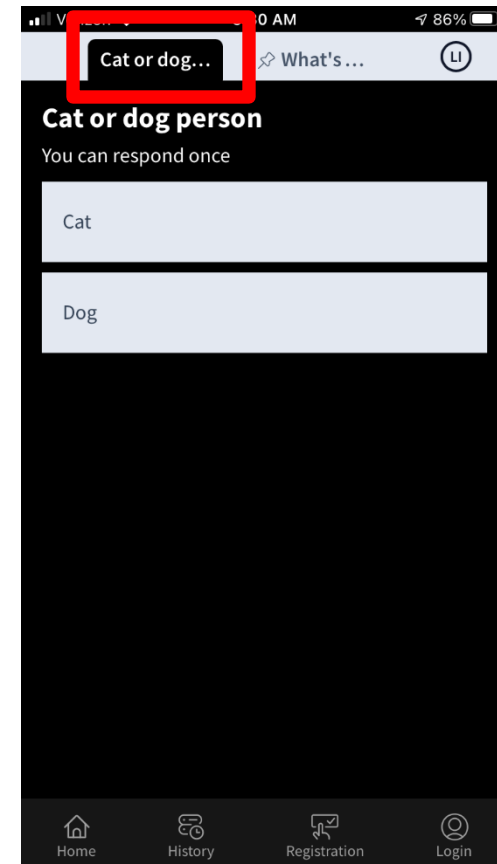 AM 86%
Cat or dog... What's ... LI
Cat or dog person
You can respond once
Cat
Dog
Home History Registration Login